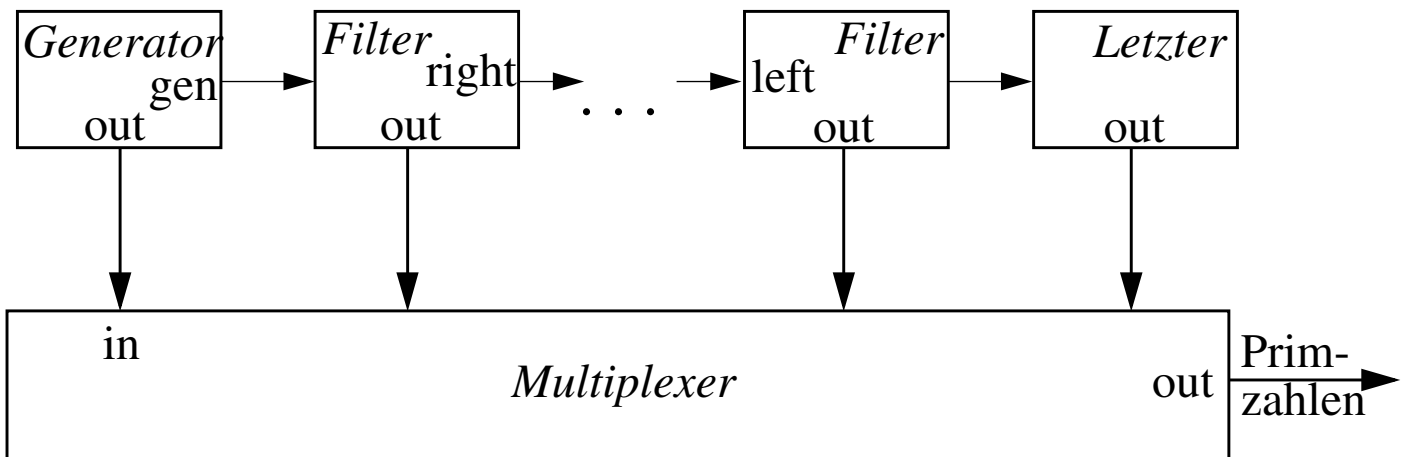 Generator
gen
out
Filter
right
out
. . .
Filter
left
out
Letzter
out
in
Multiplexer
out
Prim-
zahlen